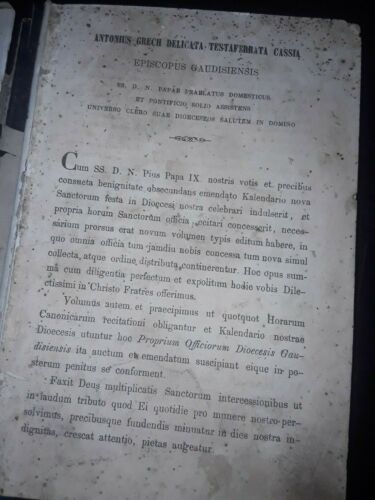 ANTONIUS GRECH DELICATA TESTAFERRATA CASSIA
EPISCOPUS GAUDISIENSIS
SS. D. N. PAPAE PRAELATUS DOMESTICUS
ET PONTIFICIO SOLIO ASSISTENS
UNIVERSO CLERO SUAE DIOECESEOS SALUTEM IN DOMINO
Cum SS. D. N. Pius Papa IX. nostris votis et precibus
consueta benignitate obsecundans emendato Kalendario nova
Sanctorum festa in Dioecesi nostra celebrari indulserit, et
propria horum Sanctorum officia recitari concesserit, neces-
sarium prorsus erat novum volumen typis editum habere, in
quo omnia officia tum jamdiu nobis concessa tum nova simul
collecta, atque ordine distributa continerentur. Hoc opus sum-
ma cum diligentia perfectum et expolitum hodie vobis Dile-
ctissimi in Christo Fratres offerimus.
Volumus autem et praecipimus ut quotquot Horarum
Canonicarum recitationi obligantur et Kalendario nostrae
Dioecesis utuntur hoc Proprium Officiorum Dioecesis Gau-
disiensis ita auctum et emendatum suscipiant eique in po-
sterum penitus se conforment.
Faxit Deus multiplicatis Sanctorum intercessionibus ut
in laudum tributo quod Ei quotidie pro munere nostro per-
solvimus, precibusque fundendis minuatur in dies nostra in-
dignitas, crescat attentio, pietas augeatur.